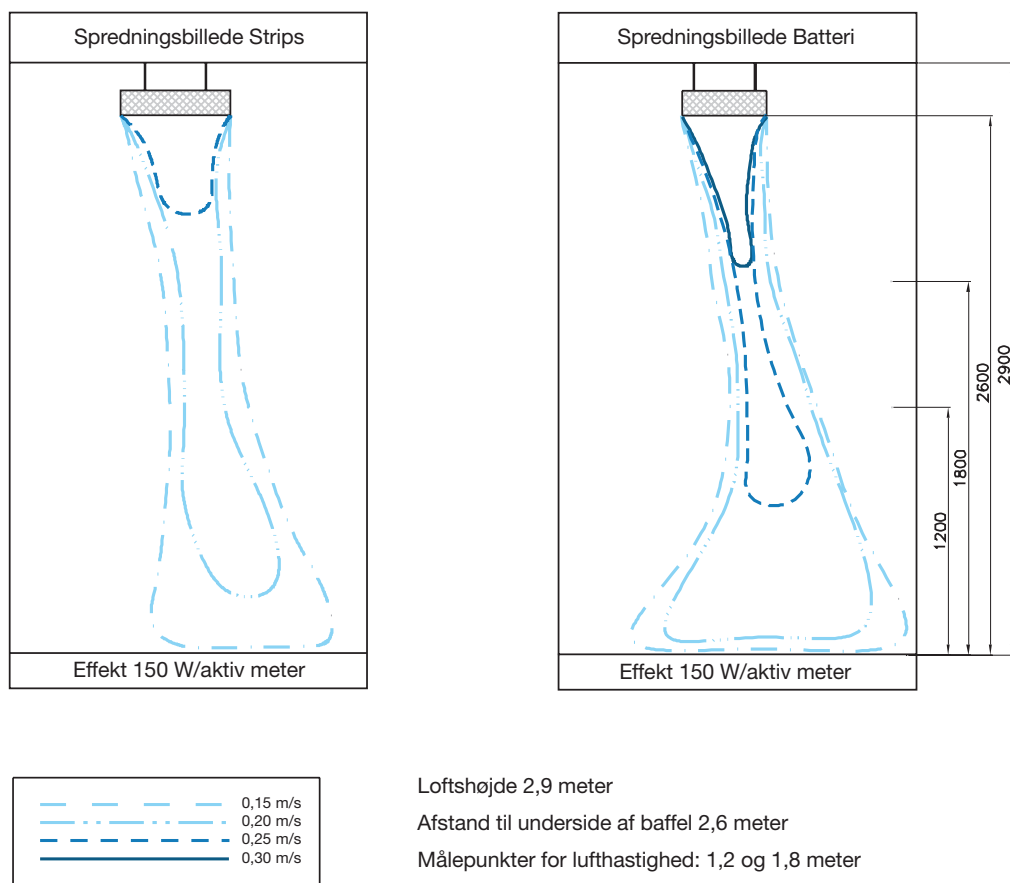 Spredningsbillede Strips
Spredningsbillede Batteri
2900
2600
1800
1200
Effekt 150 W/aktiv meter
Effekt 150 W/aktiv meter
0,15 m/s
0,20 m/s
0,25 m/s
0,30 m/s
Loftshøjde 2,9 meter
Afstand til underside af baffel 2,6 meter
Målepunkter for lufthastighed: 1,2 og 1,8 meter